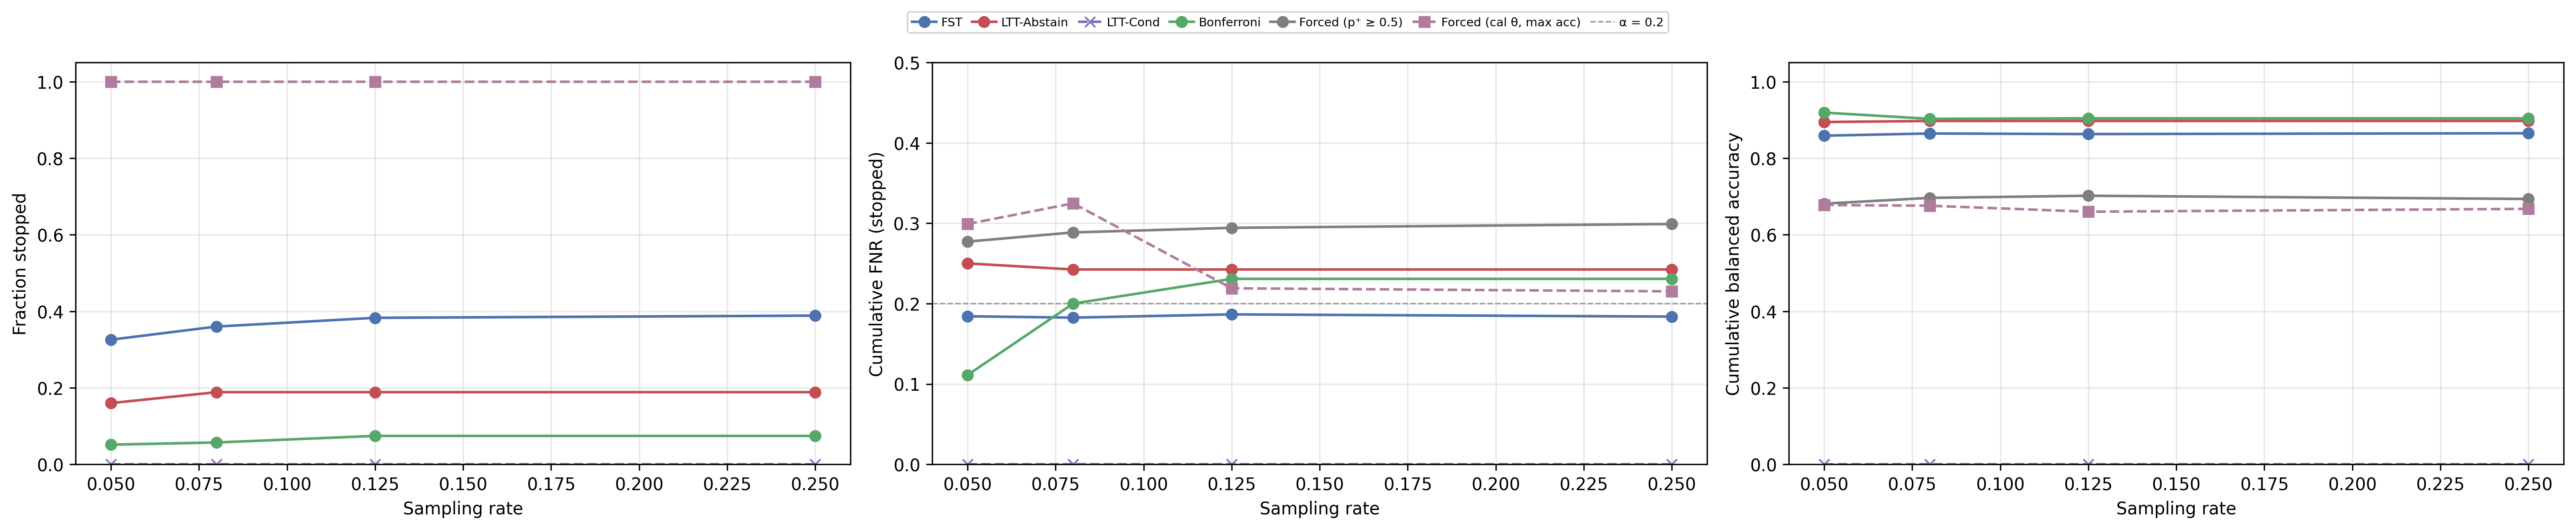 FST LTT-Abstain LTT-Cond Bonferroni Forced (p⁺ ≥ 0.5) Forced (cal θ, max acc) α = 0.2
Fraction stopped
1.0
0.8
0.6
0.4
0.2
0.0
0.050 0.075 0.100 0.125 0.150 0.175 0.200 0.225 0.250
Sampling rate
Cumulative FNR (stopped)
0.5
0.4
0.3
0.2
0.1
0.0
0.050 0.075 0.100 0.125 0.150 0.175 0.200 0.225 0.250
Sampling rate
Cumulative balanced accuracy
1.0
0.8
0.6
0.4
0.2
0.0
0.050 0.075 0.100 0.125 0.150 0.175 0.200 0.225 0.250
Sampling rate